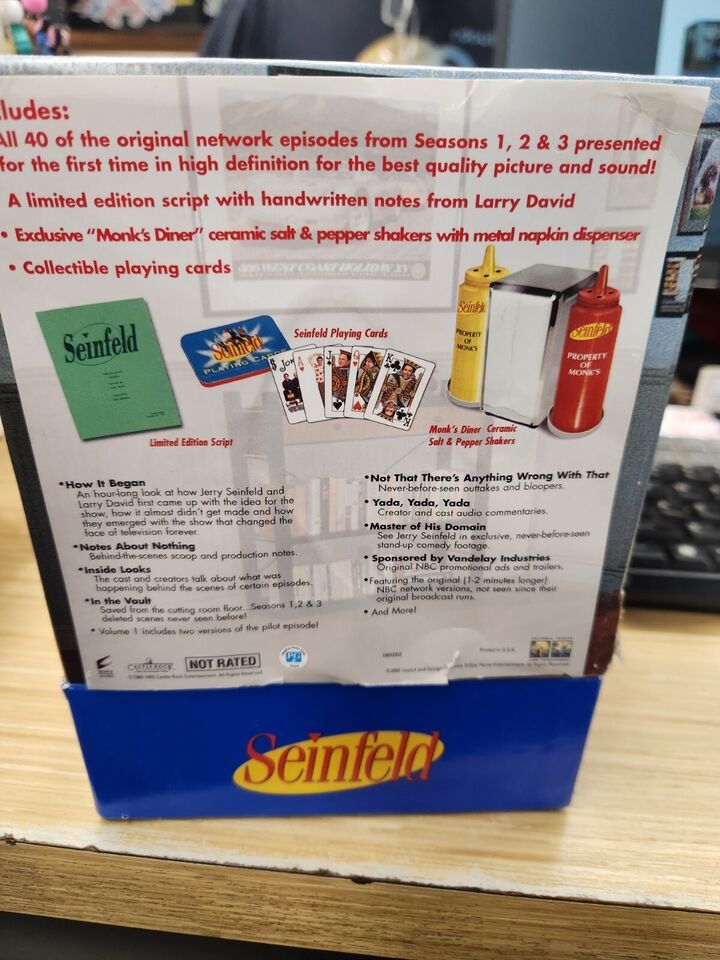 ludes:
All 40 of the original network episodes from Seasons 1, 2 & 3 presented
for the first time in high definition for the best quality picture and sound!
A limited edition script with handwritten notes from Larry David
• Exclusive "Monk's Diner" ceramic salt & pepper shakers with metal napkin dispenser
• Collectible playing cards
Seinfeld
Limited Edition Script
Seinfeld
PLAYING CARDS
Seinfeld Playing Cards
Seinfeld
PROPERTY
OF
MONK'S
Seinfeld
PROPERTY
OF
MONK'S
Monk's Diner Ceramic
Salt & Pepper Shakers
• How It Began
An hour-long look at how Jerry Seinfeld and
Larry David first came up with the idea for the
show, how it almost didn't get made and how
they emerged with the show that changed the
face of television forever.
• Notes About Nothing
Behind-the-scenes scoop and production notes.
• Inside Looks
The cast and creators talk about what was
happening behind the scenes of certain episodes.
• In the Vault
Saved from the cutting room floor...Seasons 1,2 & 3
deleted scenes never seen before!
• Volume 1 includes two versions of the pilot episode!
• Not That There's Anything Wrong With That
Never-before-seen outtakes and bloopers.
• Yada, Yada, Yada
Creator and cast audio commentaries.
• Master of His Domain
See Jerry Seinfeld in exclusive, never-before-seen
stand-up comedy footage.
• Sponsored by Vandelay Industries
Original NBC promotional ads and trailers.
• Featuring the original (1-2 minutes longer)
NBC network versions, not seen since their
original broadcast runs.
• And More!
CASTLE ROCK
NOT RATED
PG
Printed in U.S.A.
Seinfeld